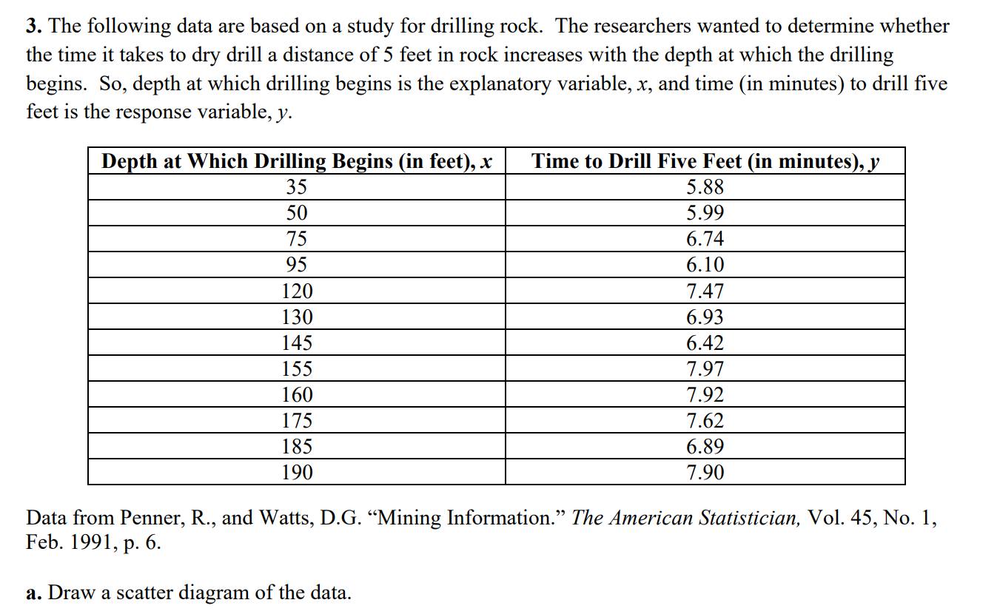 3. The following data are based on a study for drilling rock. The researchers wanted to determine whether
the time it takes to dry drill a distance of 5 feet in rock increases with the depth at which the drilling
begins. So, depth at which drilling begins is the explanatory variable, x, and time (in minutes) to drill five
feet is the response variable, y.
Depth at Which Drilling Begins (in feet), x Time to Drill Five Feet (in minutes), y
35 5.88
50 5.99
75 6.74
95 6.10
120 7.47
130 6.93
145 6.42
155 7.97
160 7.92
175 7.62
185 6.89
190 7.90
Data from Penner, R., and Watts, D.G. “Mining Information.” The American Statistician, Vol. 45, No. 1,
Feb. 1991, p. 6.
a. Draw a scatter diagram of the data.